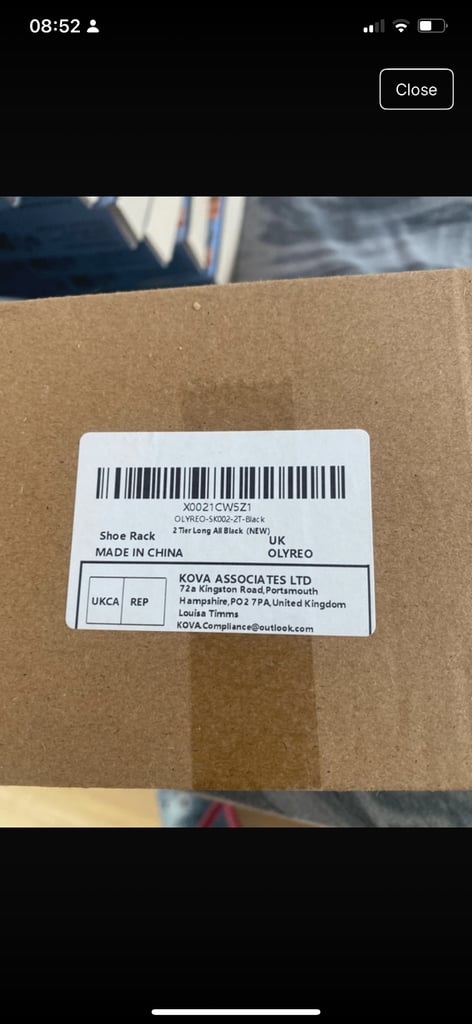 08:52
Close
X0021CW5Z1
OLYREO-SK002-2T-Black
2 Tier Long All Black (NEW)
Shoe Rack UK
MADE IN CHINA OLYREO
UKCA REP
KOVA ASSOCIATES LTD
72a Kingston Road,Portsmouth
Hampshire,PO2 7PA,United Kingdom
Louisa Timms
KOVA.Compliance@outlook.com